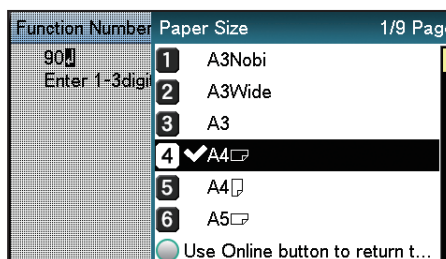 Function Number
90
Enter 1-3digi
Paper Size 1/9 Page
1 A3Nobi
2 A3Wide
3 A3
4 A4
5 A4
6 A5
Use Online button to return t...